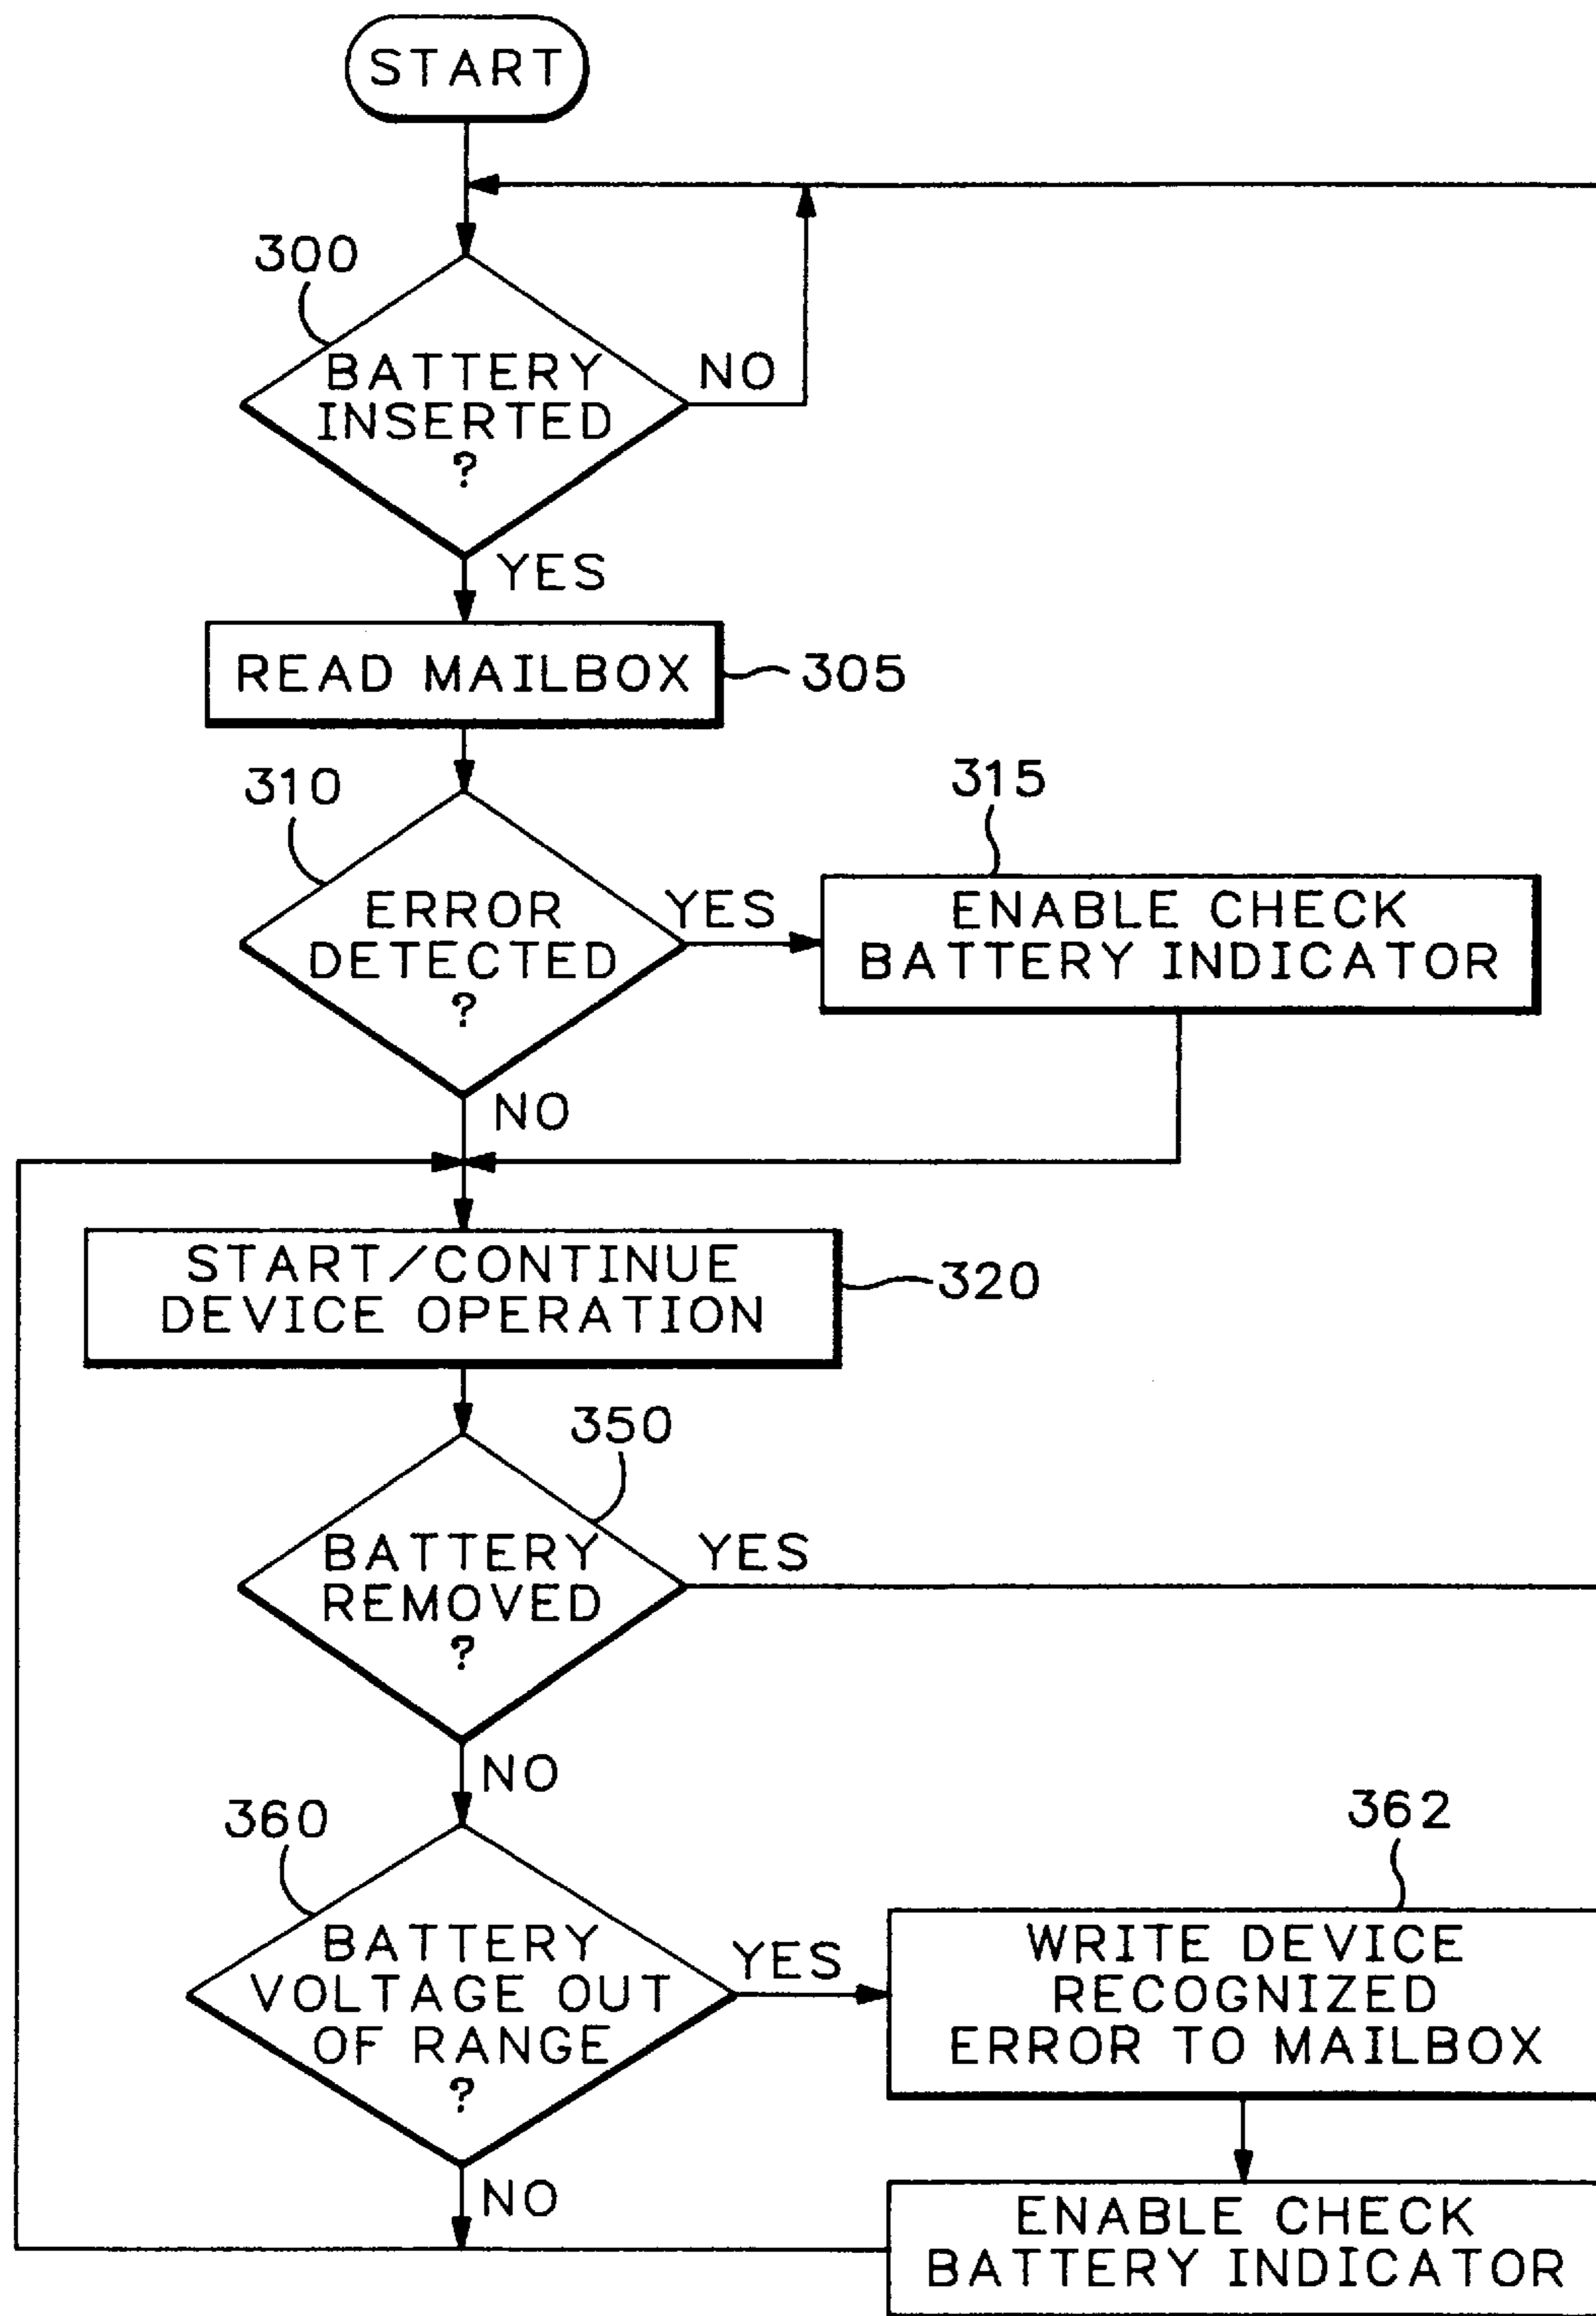 START
300
BATTERY
INSERTED
?
NO
YES
READ MAILBOX
305
310
ERROR
DETECTED
?
YES
315
ENABLE CHECK
BATTERY INDICATOR
NO
START/CONTINUE
DEVICE OPERATION
320
350
BATTERY
REMOVED
?
YES
NO
360
BATTERY
VOLTAGE OUT
OF RANGE
?
YES
362
WRITE DEVICE
RECOGNIZED
ERROR TO MAILBOX
NO
ENABLE CHECK
BATTERY INDICATOR